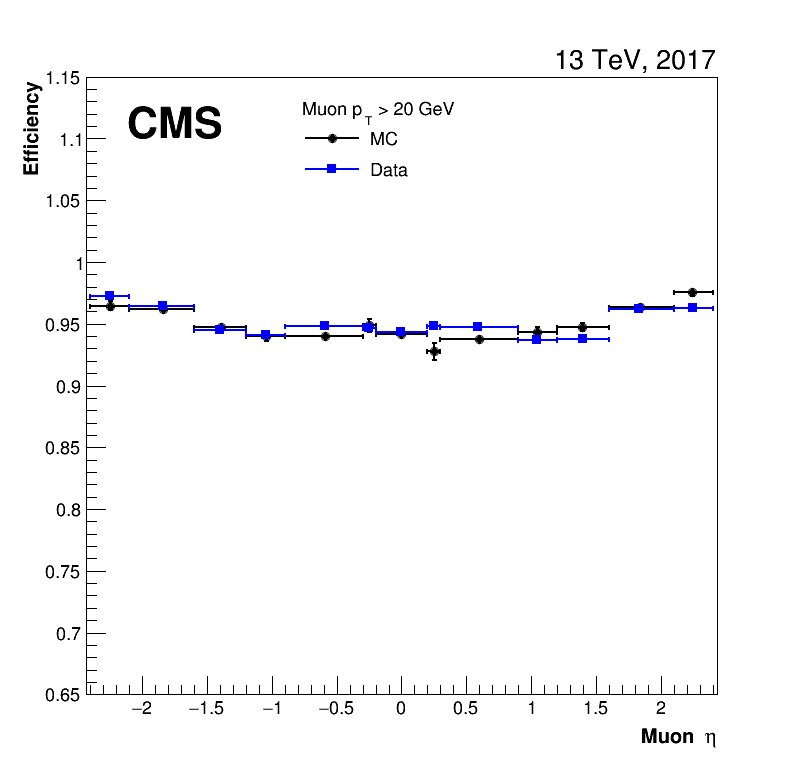 13 TeV, 2017
CMS
Muon p_T > 20 GeV
MC
Data
Efficiency
1.15
1.1
1.05
1
0.95
0.9
0.85
0.8
0.75
0.7
0.65
−2 −1.5 −1 −0.5 0 0.5 1 1.5 2
Muon η